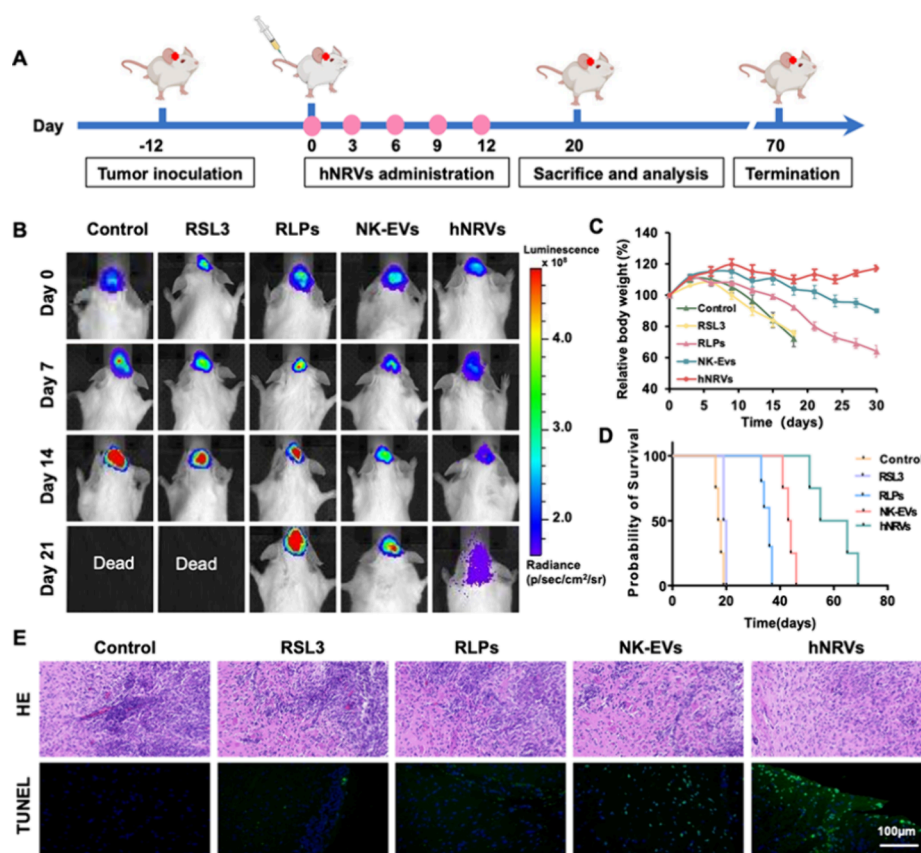 A
Day
-12
0
3
6
9
12
20
70
Tumor inoculation
hNRVs administration
Sacrifice and analysis
Termination
B
Control
RSL3
RLPs
NK-EVs
hNRVs
Day 0
Day 7
Day 14
Day 21
Dead
Dead
Luminescence
x 10⁶
4.0
3.0
2.0
Radiance
(p/sec/cm²/sr)
C
Relative body weight (%)
140
120
100
80
60
40
Control
RSL3
RLPs
NK-Evs
hNRVs
0
5
10
15
20
25
30
Time (days)
D
Probability of Survival
100
50
0
Control
RSL3
RLPs
NK-EVs
hNRVs
0
20
40
60
80
Time(days)
E
Control
RSL3
RLPs
NK-EVs
hNRVs
HE
TUNEL
100μm